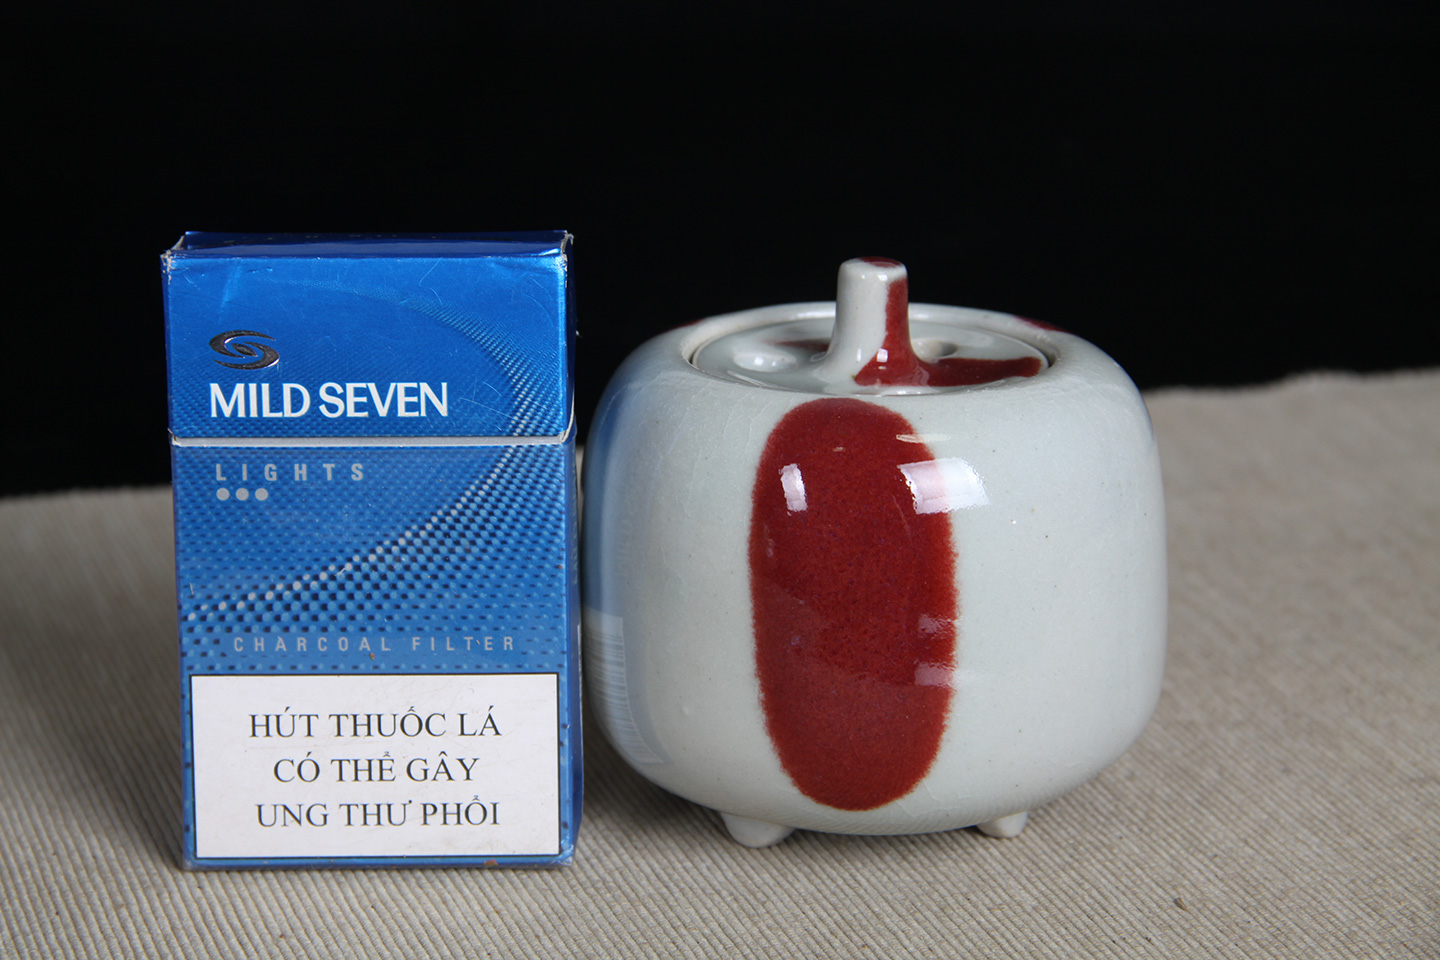 MILD SEVEN
LIGHTS
CHARCOAL FILTER
HÚT THUỐC LÁ
CÓ THỂ GÂY
UNG THƯ PHỔI